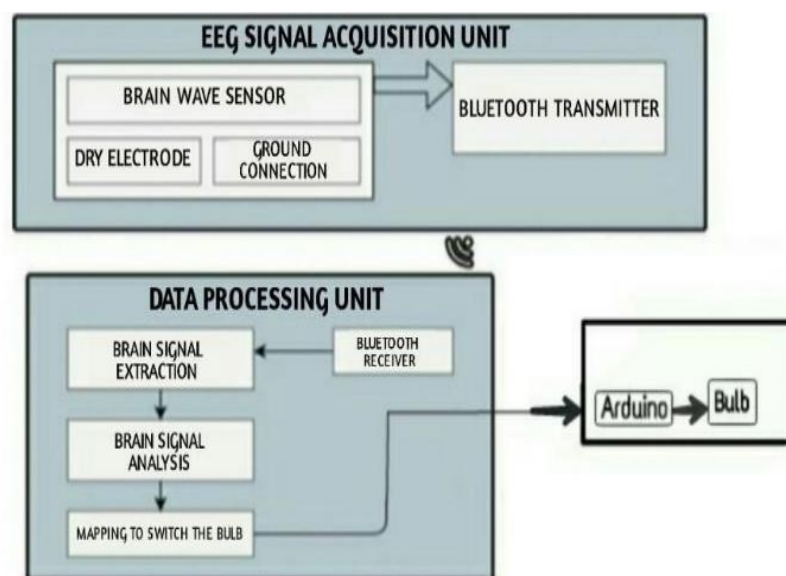 EEG SIGNAL ACQUISITION UNIT
BRAIN WAVE SENSOR
DRY ELECTRODE
GROUND
CONNECTION
BLUETOOTH TRANSMITTER
DATA PROCESSING UNIT
BRAIN SIGNAL
EXTRACTION
BLUETOOTH
RECEIVER
BRAIN SIGNAL
ANALYSIS
MAPPING TO SWITCH THE BULB
Arduino
Bulb